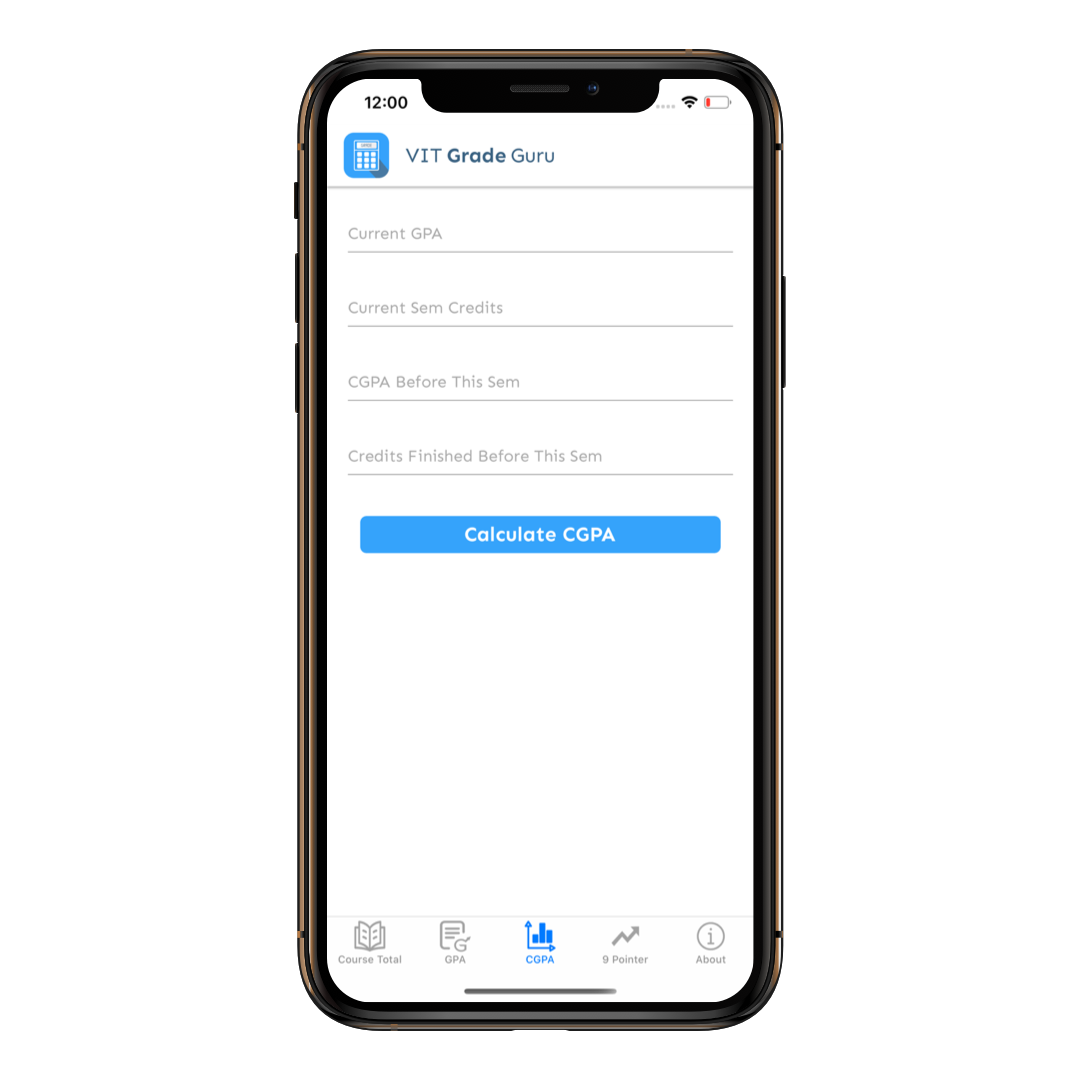 12:00
VIT Grade Guru
Current GPA
Current Sem Credits
CGPA Before This Sem
Credits Finished Before This Sem
Calculate CGPA
Course Total
GPA
CGPA
9 Pointer
About